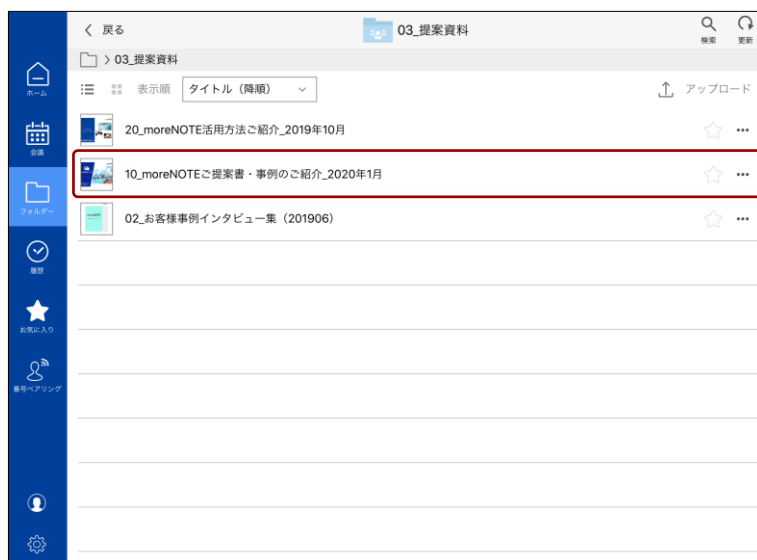 戻る
03_提案資料
検索
更新
03_提案資料
ホーム
表示順
タイトル（降順）
アップロード
20_moreNOTE活用方法ご紹介_2019年10月
会議
10_moreNOTEご提案書・事例のご紹介_2020年1月
フォルダー
02_お客様事例インタビュー集（201906）
履歴
お気に入り
番号ペアリング